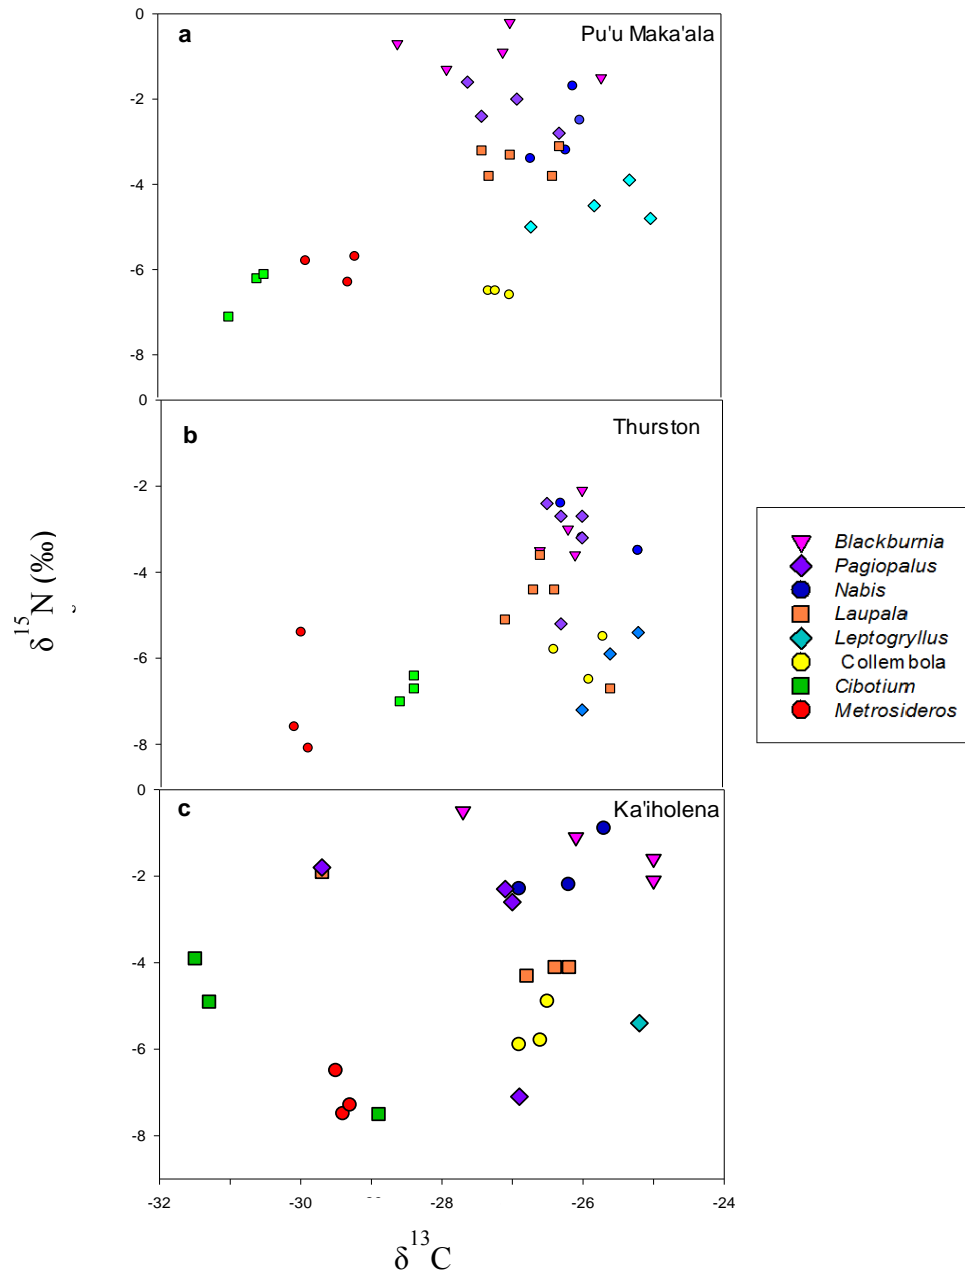 a
Pu'u Maka'ala
0
-2
-4
-6
-8
b
Thurston
0
-2
-4
-6
-8
c
Ka'iholena
0
-2
-4
-6
-8
-32
-30
-28
-26
-24
δ15N (‰)
δ13C
Blackburnia
Pagiopalus
Nabis
Laupala
Leptogryllus
Collembola
Cibotium
Metrosideros